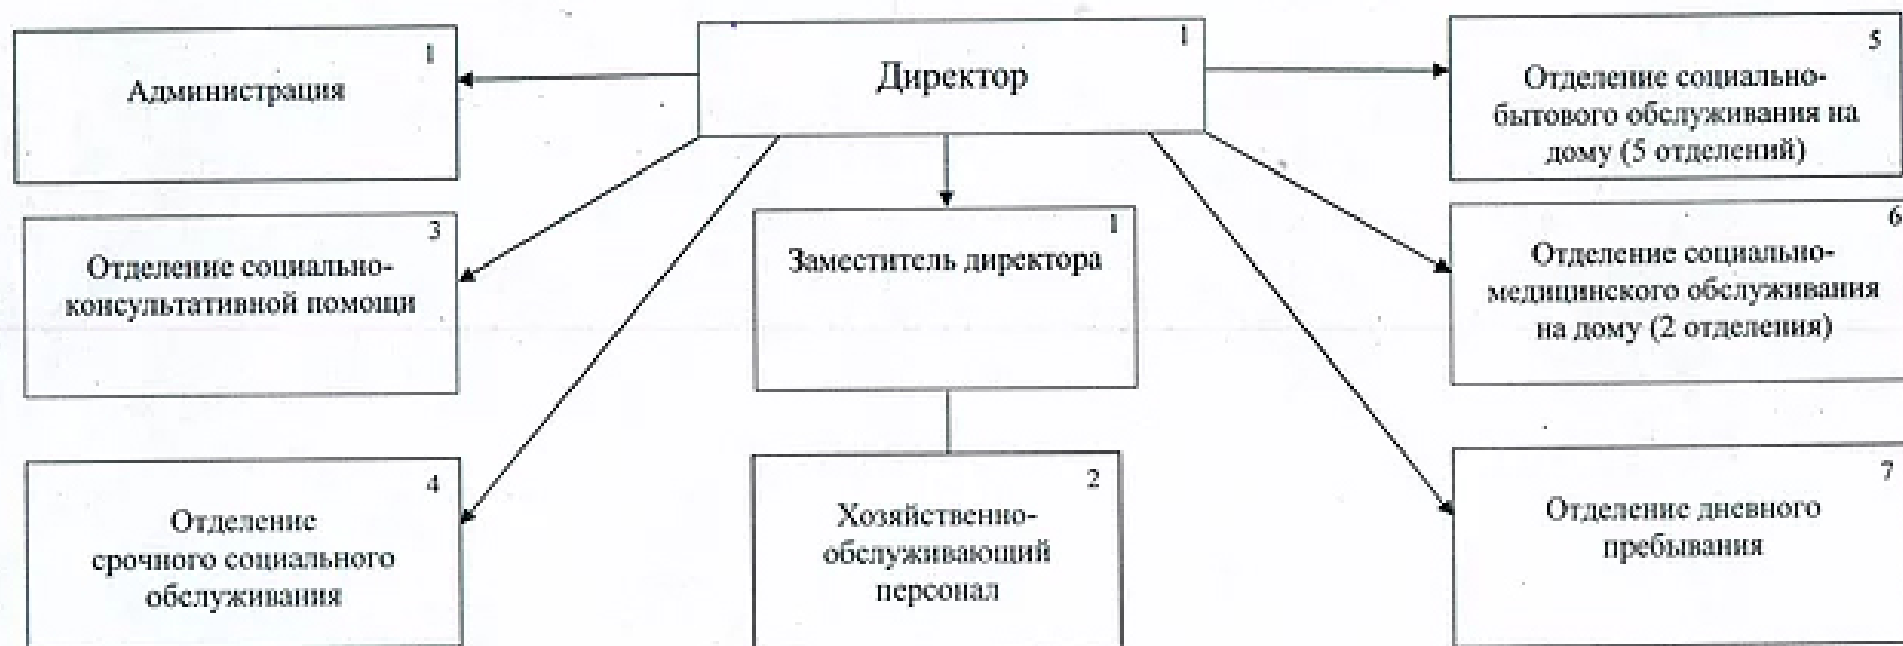 1
Администрация
1
Директор
5
Отделение социально-
бытового обслуживания на
дому (5 отделений)
3
Отделение социально-
консультативной помощи
1
Заместитель директора
6
Отделение социально-
медицинского обслуживания
на дому (2 отделения)
4
Отделение
срочного социального
обслуживания
2
Хозяйственно-
обслуживающий
персонал
7
Отделение дневного
пребывания